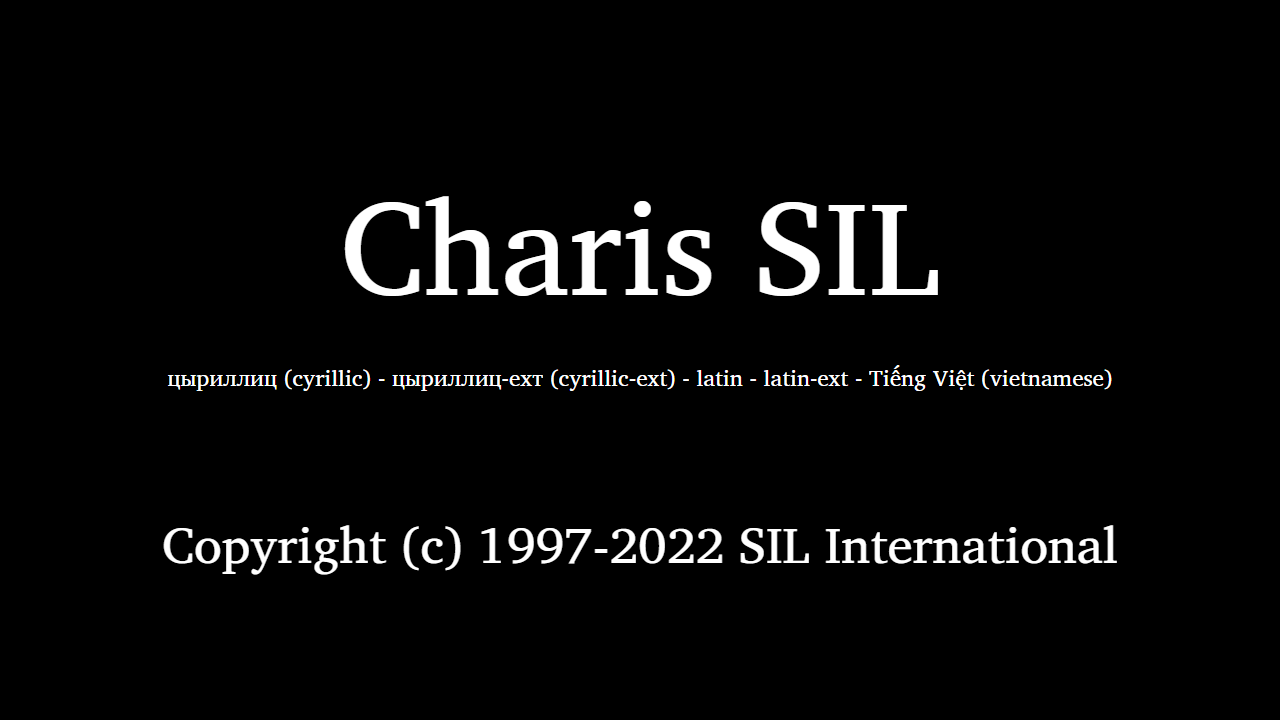 Charis SIL
цыриллиц (cyrillic) - цыриллиц-ехт (cyrillic-ext) - latin - latin-ext - Tiếng Việt (vietnamese)
Copyright (c) 1997-2022 SIL International